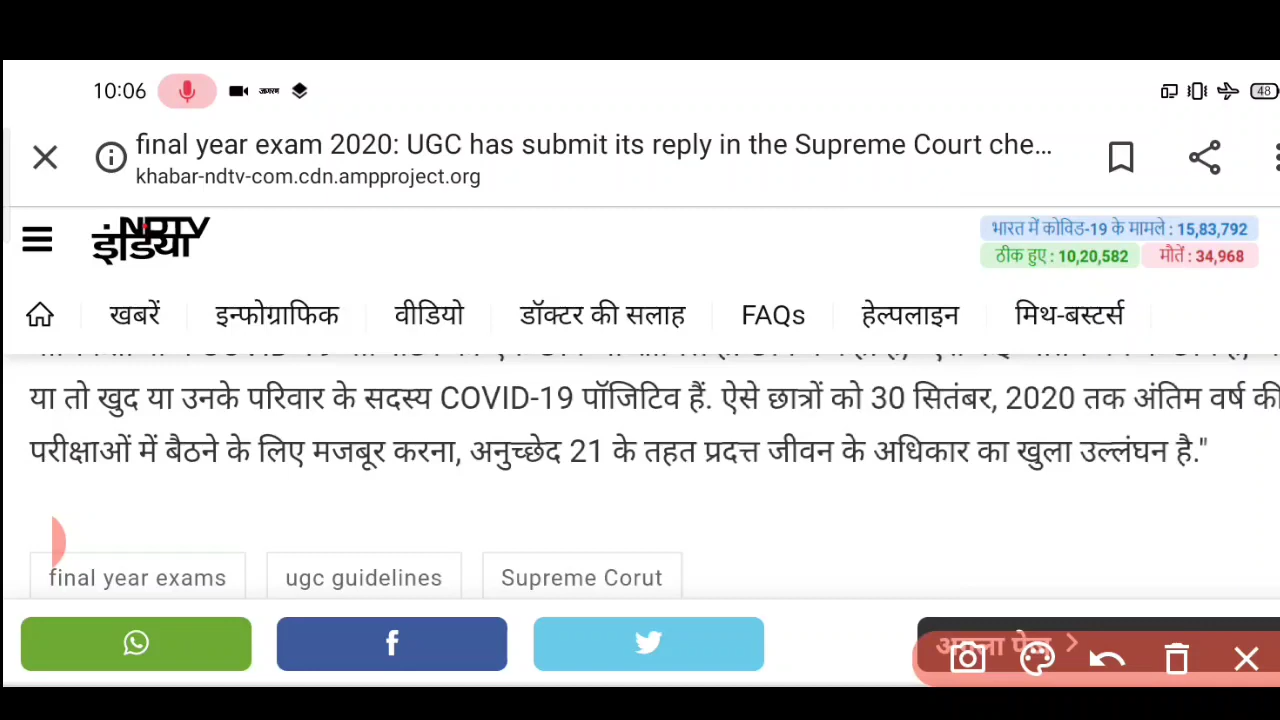 10:06
48
final year exam 2020: UGC has submit its reply in the Supreme Court che...
khabar-ndtv-com.cdn.ampproject.org
NDTV
इंडिया
भारत में कोविड-19 के मामले : 15,83,792
ठीक हुए : 10,20,582 मौतें : 34,968
खबरें इन्फोग्राफिक वीडियो डॉक्टर की सलाह FAQs हेल्पलाइन मिथ-बस्टर्स
या तो खुद या उनके परिवार के सदस्य COVID-19 पॉजिटिव हैं. ऐसे छात्रों को 30 सितंबर, 2020 तक अंतिम वर्ष की
परीक्षाओं में बैठने के लिए मजबूर करना, अनुच्छेद 21 के तहत प्रदत्त जीवन के अधिकार का खुला उल्लंघन है."
final year exams ugc guidelines Supreme Corut
अगला पेज